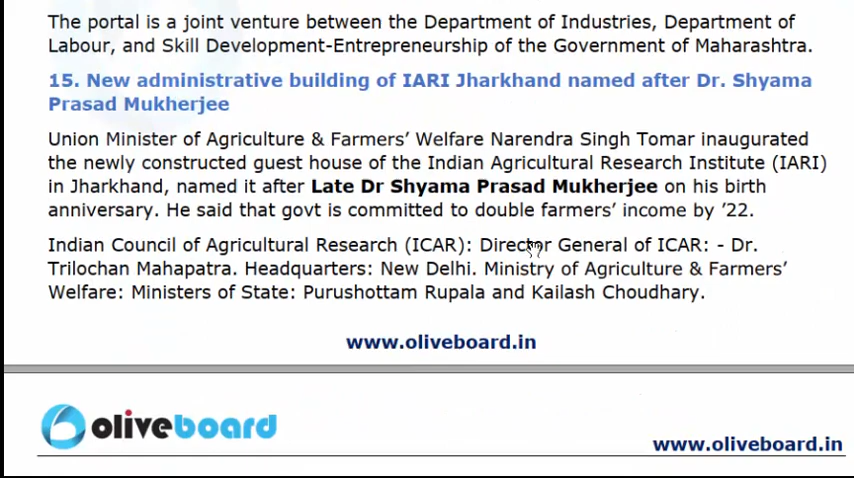 The portal is a joint venture between the Department of Industries, Department of
Labour, and Skill Development-Entrepreneurship of the Government of Maharashtra.
15. New administrative building of IARI Jharkhand named after Dr. Shyama
Prasad Mukherjee
Union Minister of Agriculture & Farmers’ Welfare Narendra Singh Tomar inaugurated
the newly constructed guest house of the Indian Agricultural Research Institute (IARI)
in Jharkhand, named it after Late Dr Shyama Prasad Mukherjee on his birth
anniversary. He said that govt is committed to double farmers’ income by ’22.
Indian Council of Agricultural Research (ICAR): Director General of ICAR: - Dr.
Trilochan Mahapatra. Headquarters: New Delhi. Ministry of Agriculture & Farmers’
Welfare: Ministers of State: Purushottam Rupala and Kailash Choudhary.
www.oliveboard.in
oliveboard
www.oliveboard.in